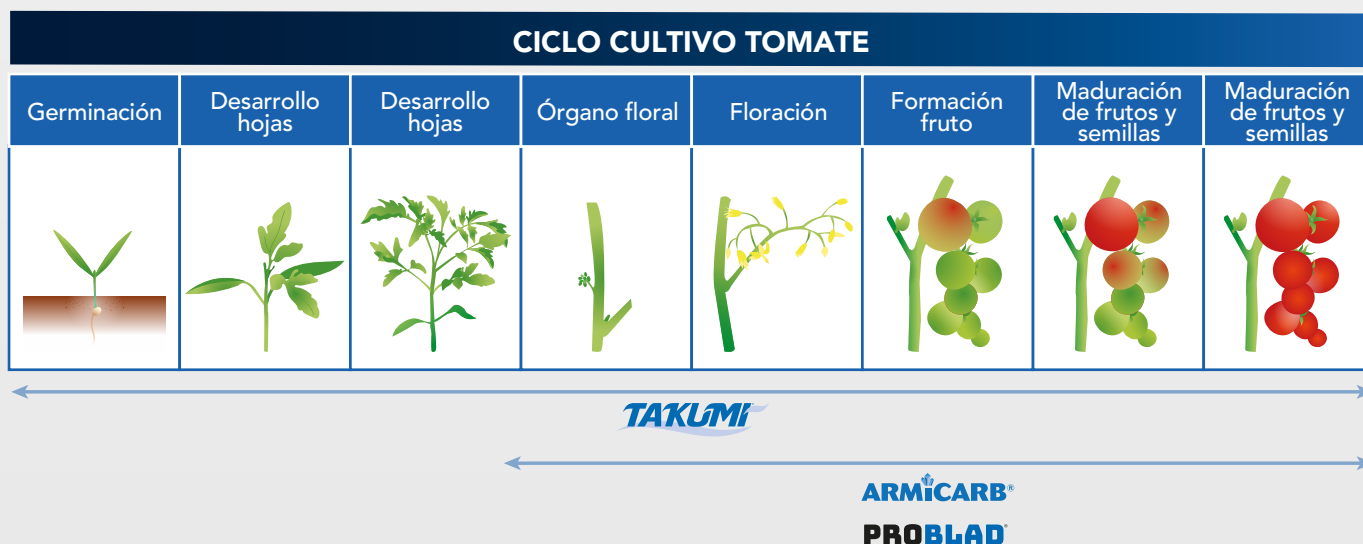 CICLO CULTIVO TOMATE
Germinación
Desarrollo
hojas
Desarrollo
hojas
Órgano floral
Floración
Formación
fruto
Maduración
de frutos y
semillas
Maduración
de frutos y
semillas
TAKUMI
ARMiCARB®
PROBLAD